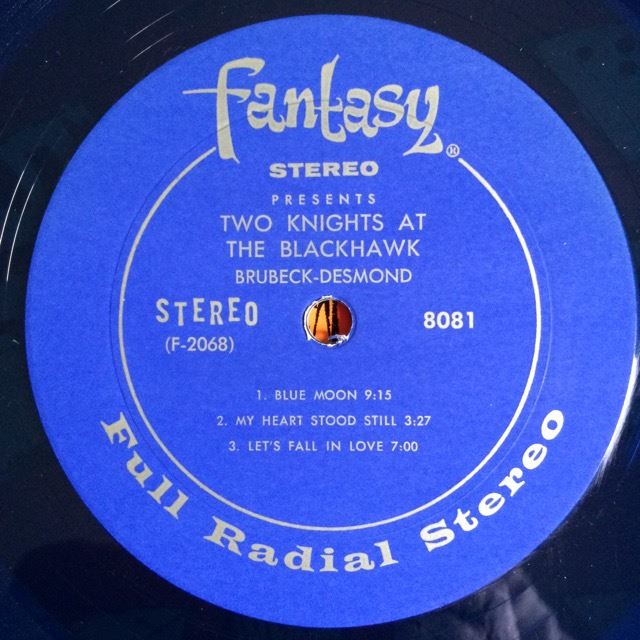 fantasy®
STEREO
PRESENTS
TWO KNIGHTS AT
THE BLACKHAWK
BRUBECK-DESMOND
STEREO
(F-2068)
8081
1. BLUE MOON 9:15
2. MY HEART STOOD STILL 3:27
3. LET'S FALL IN LOVE 7:00
Full Radial Stereo